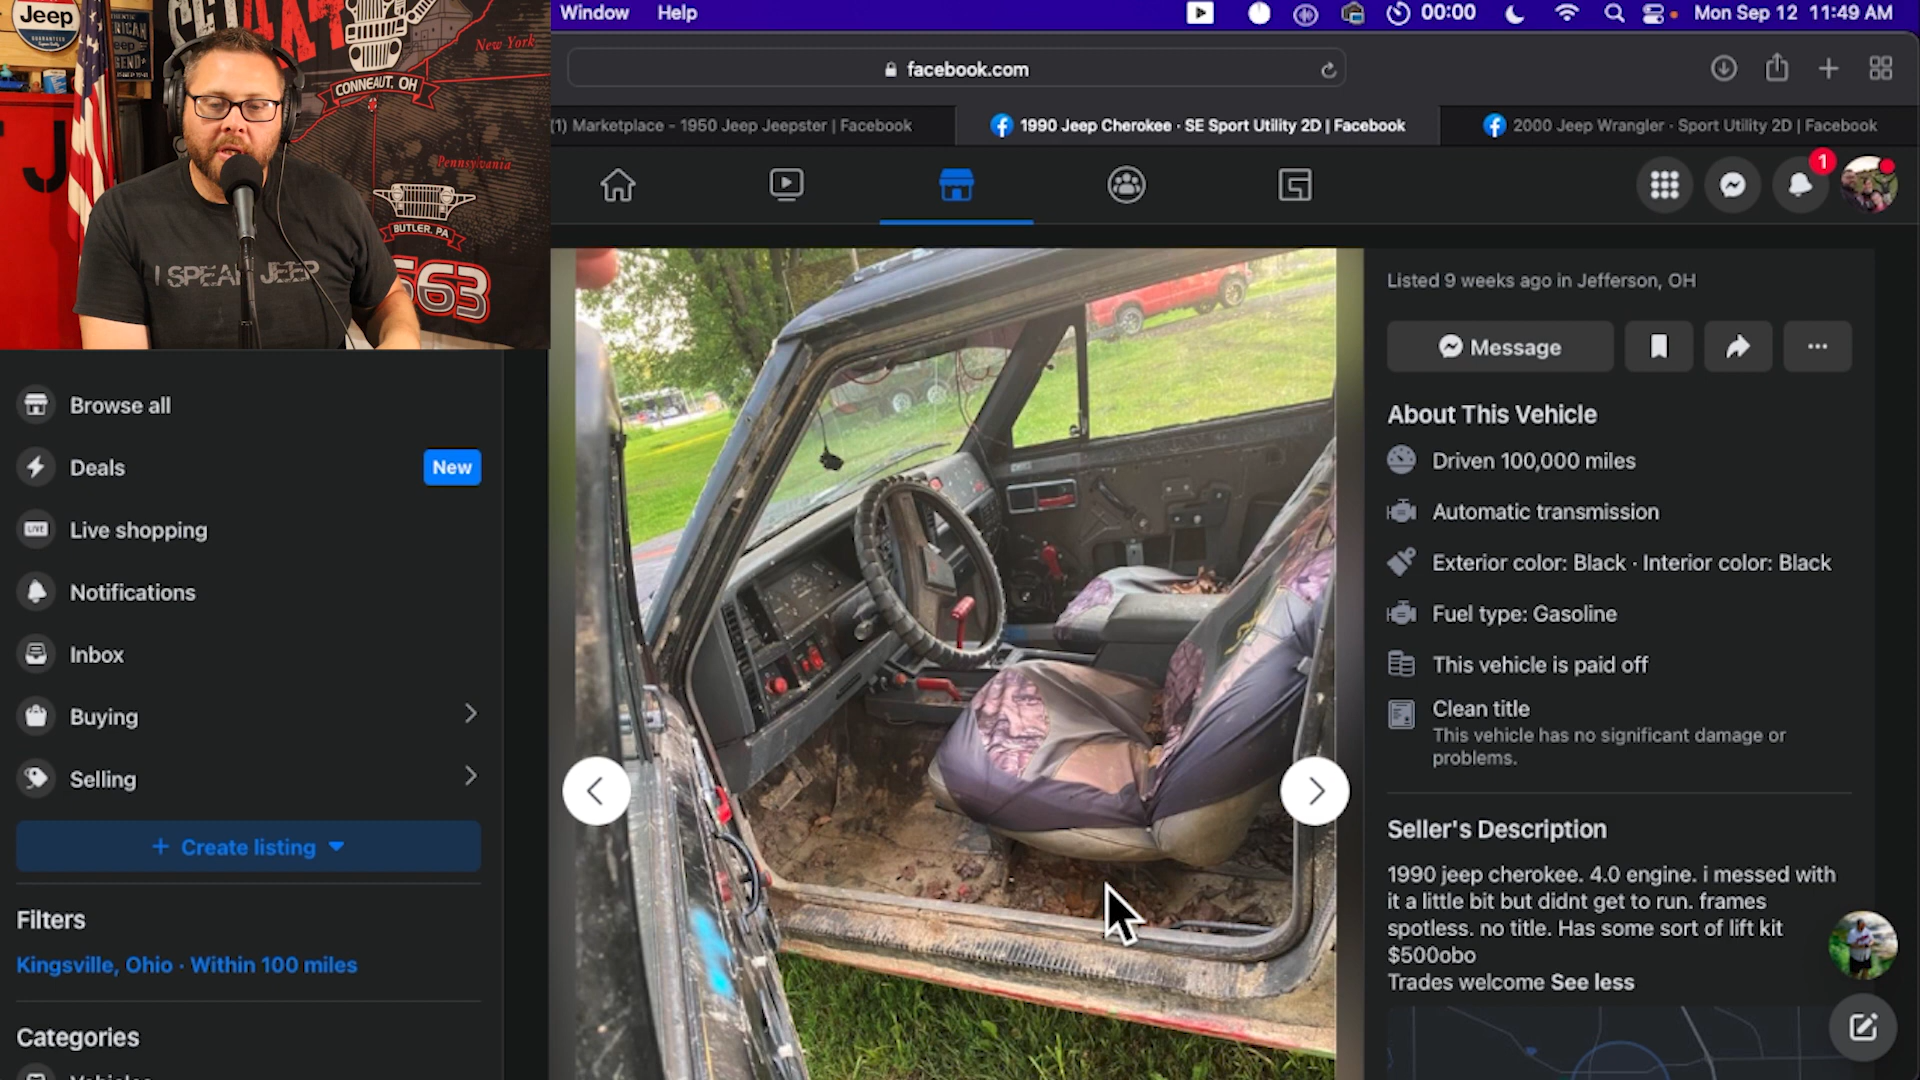 Jeep
GUARANTEE
New York
CONNEAUT, OH
Pennsylvania
BUTLER, PA
663
I SPEAK JEEP
Window Help
00:00
Mon Sep 12 11:49 AM
facebook.com
(1) Marketplace - 1950 Jeep Jeepster | Facebook
1990 Jeep Cherokee · SE Sport Utility 2D | Facebook
2000 Jeep Wrangler · Sport Utility 2D | Facebook
1
Browse all
Deals
New
LIVE
Live shopping
Notifications
Inbox
Buying
Selling
+ Create listing
Filters
Kingsville, Ohio · Within 100 miles
Categories
Vehicles
Listed 9 weeks ago in Jefferson, OH
Message
About This Vehicle
Driven 100,000 miles
Automatic transmission
Exterior color: Black · Interior color: Black
Fuel type: Gasoline
This vehicle is paid off
Clean title
This vehicle has no significant damage or
problems.
Seller's Description
1990 jeep cherokee. 4.0 engine. i messed with
it a little bit but didnt get to run. frames
spotless. no title. Has some sort of lift kit
$500obo
Trades welcome See less